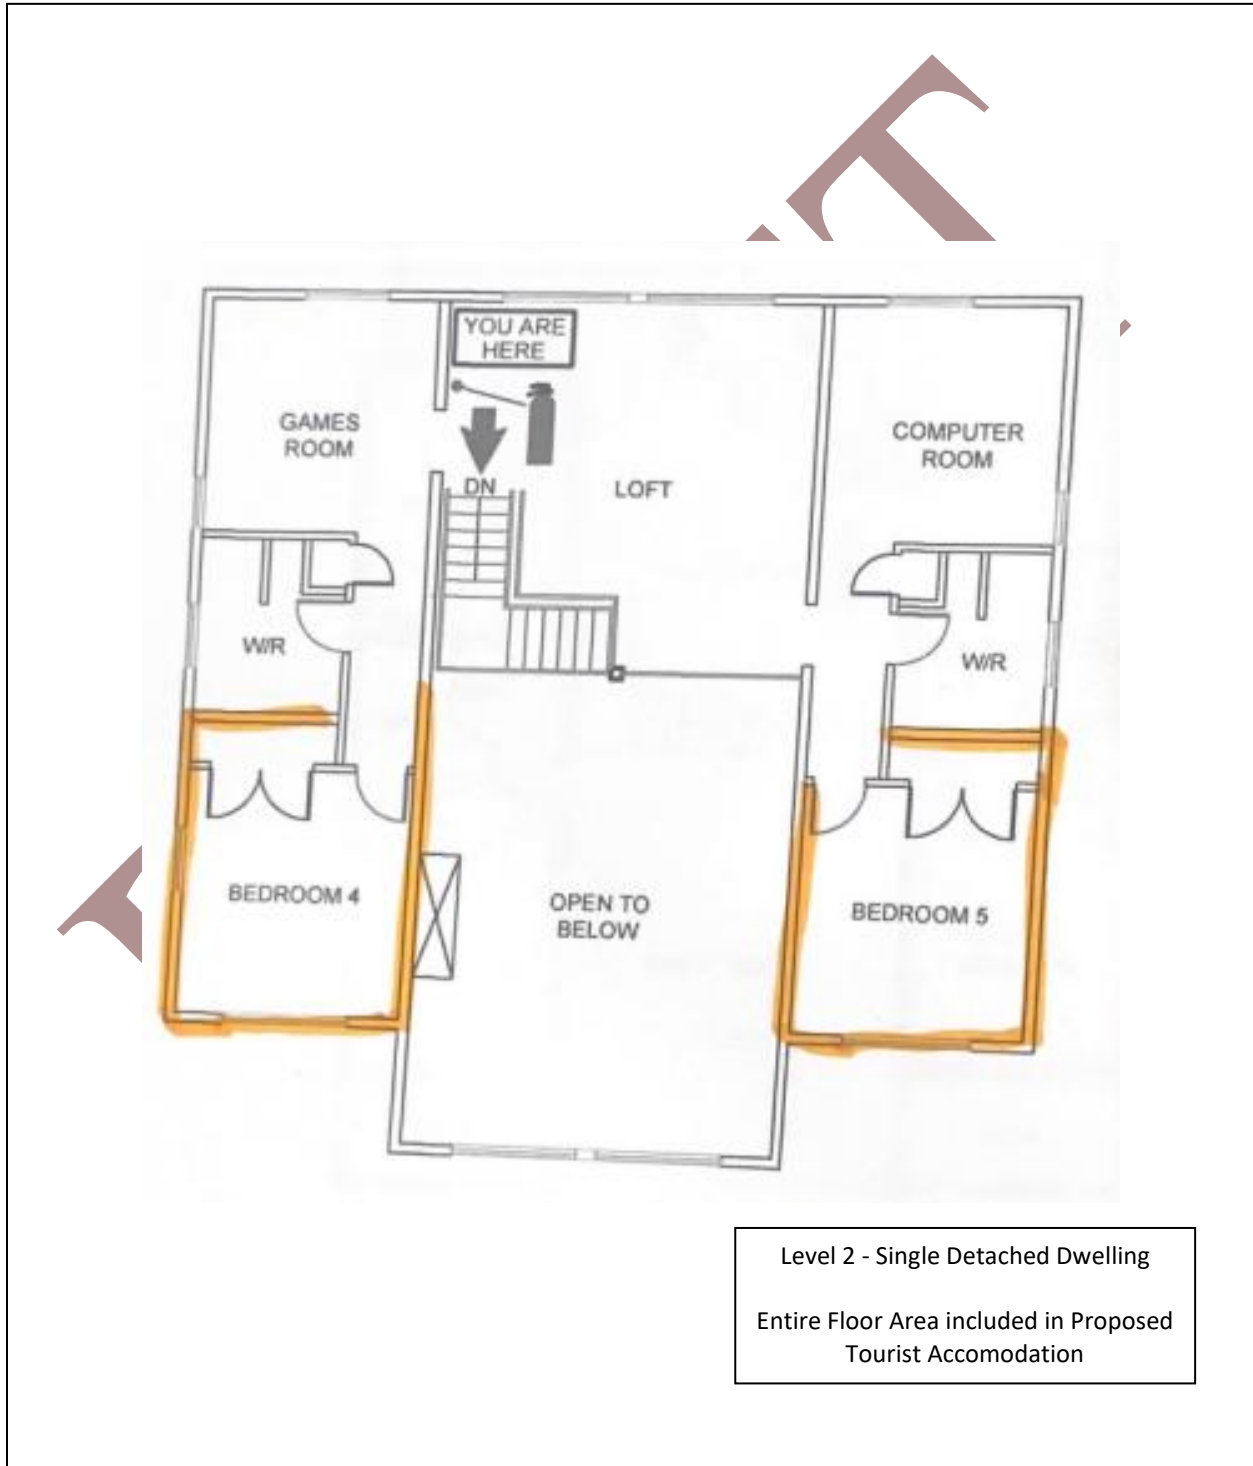 YOU ARE
HERE
GAMES
ROOM
COMPUTER
ROOM
DN
LOFT
W/R
W/R
BEDROOM 4
OPEN TO
BELOW
BEDROOM 5
Level 2 - Single Detached Dwelling
Entire Floor Area included in Proposed
Tourist Accomodation